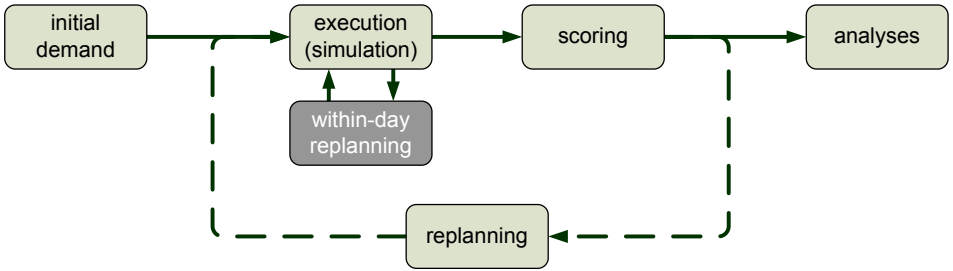 initial
demand
execution
(simulation)
scoring
analyses
within-day
replanning
replanning